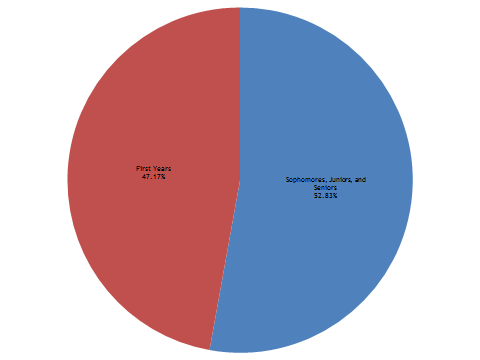 First Years
47.17%
Sophomores, Juniors, and
Seniors
52.83%